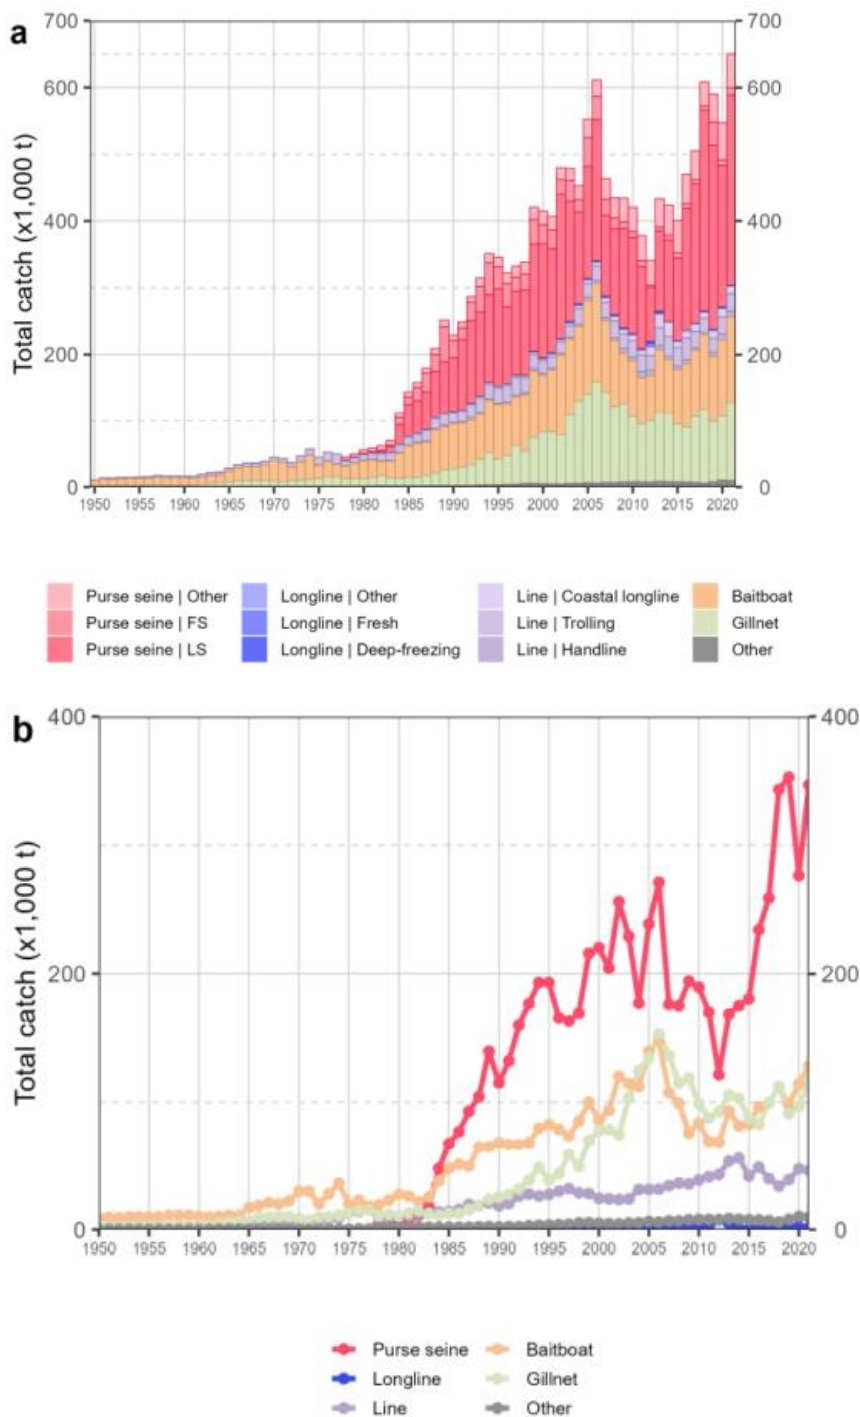 a
700
700
600
600
400
400
200
200
0
0
Total catch (x1,000 t)
1950 1955 1960 1965 1970 1975 1980 1985 1990 1995 2000 2005 2010 2015 2020
Purse seine | Other Longline | Other Line | Coastal longline Baitboat
Purse seine | FS Longline | Fresh Line | Trolling Gillnet
Purse seine | LS Longline | Deep-freezing Line | Handline Other
b
400
400
200
200
0
0
Total catch (x1,000 t)
1950 1955 1960 1965 1970 1975 1980 1985 1990 1995 2000 2005 2010 2015 2020
Purse seine Baitboat
Longline Gillnet
Line Other